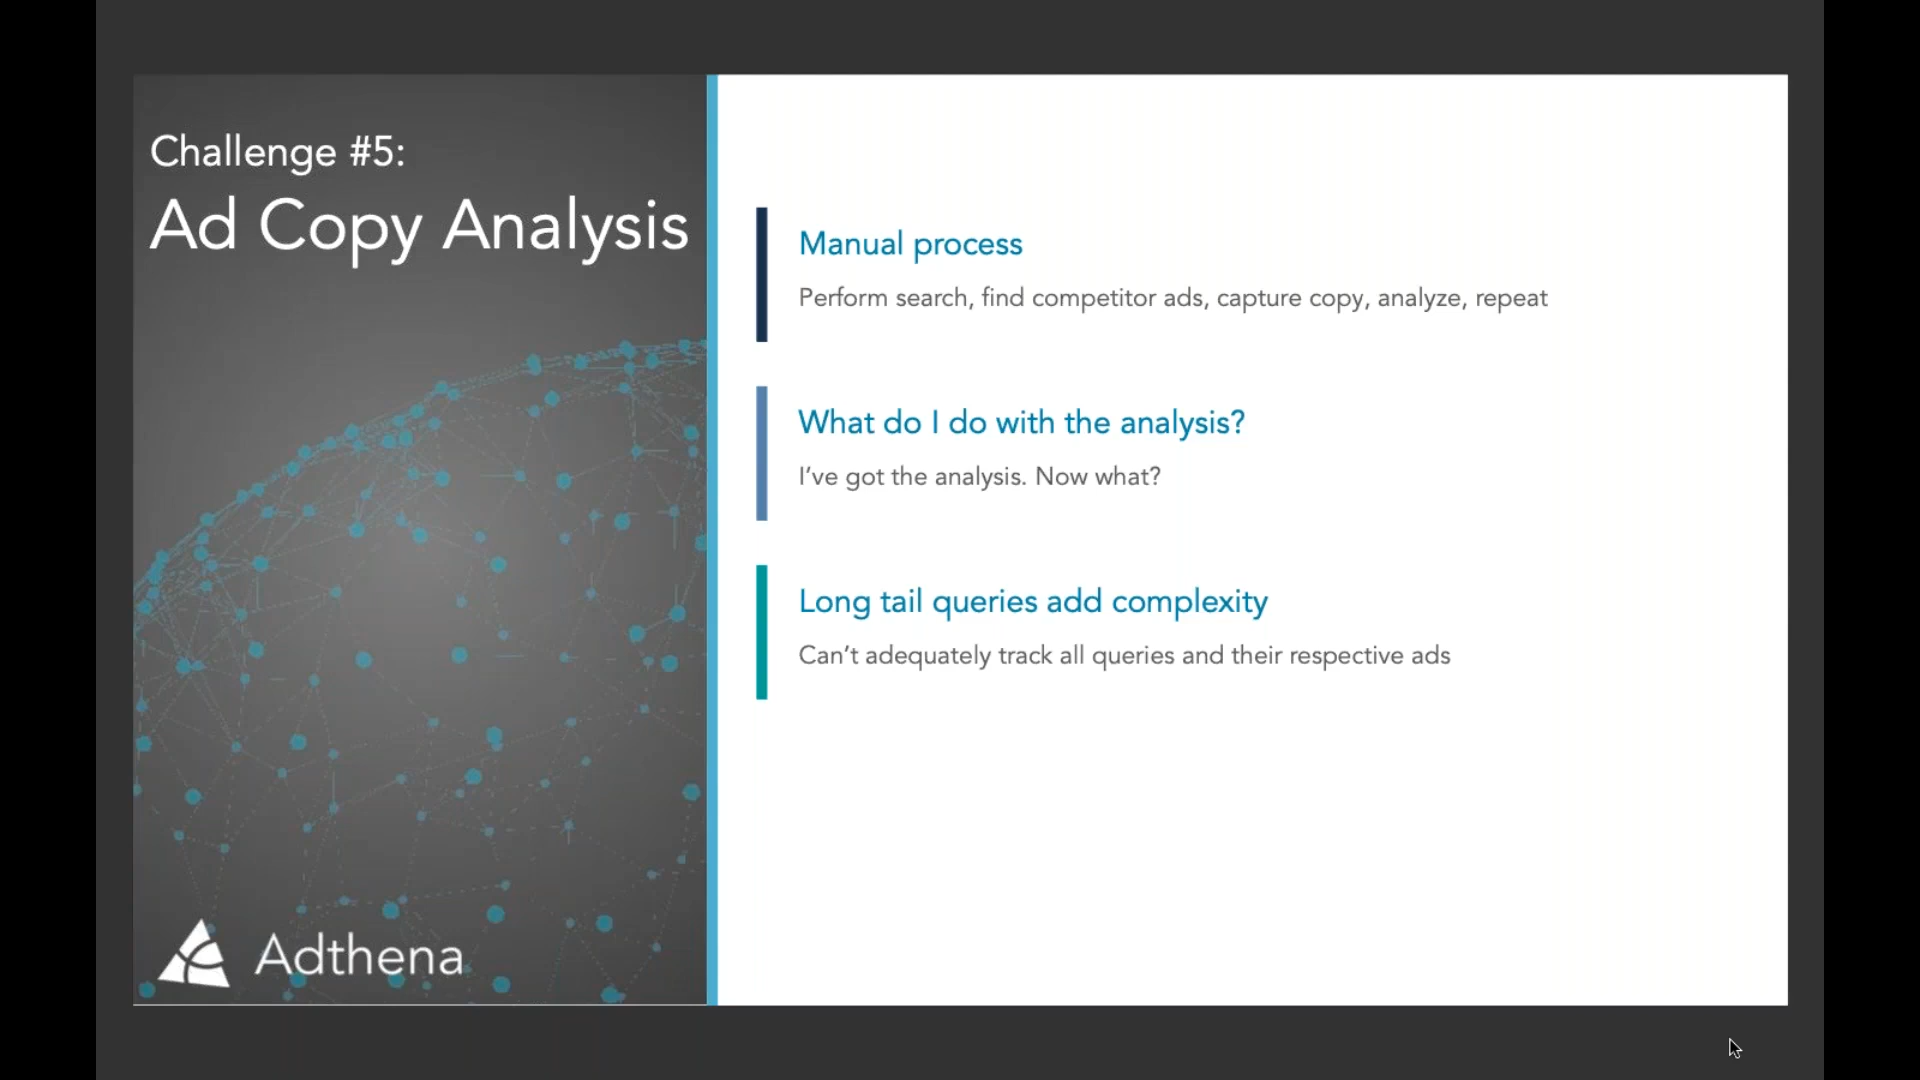 Challenge #5:
Ad Copy Analysis
Manual process
Perform search, find competitor ads, capture copy, analyze, repeat
What do I do with the analysis?
I’ve got the analysis. Now what?
Long tail queries add complexity
Can’t adequately track all queries and their respective ads
Adthena